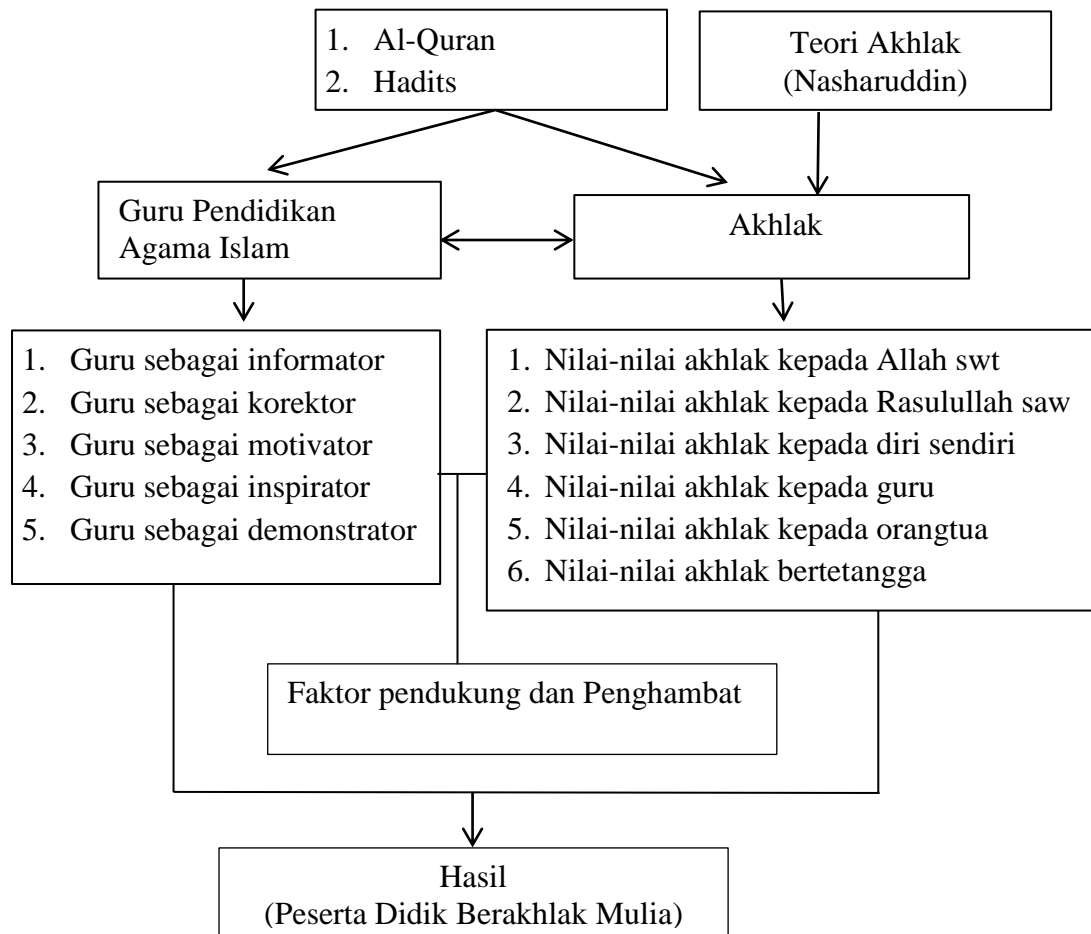 1. Al-Quran
2. Hadits
Teori Akhlak
(Nasharuddin)
Guru Pendidikan
Agama Islam
Akhlak
1. Guru sebagai informator
2. Guru sebagai korektor
3. Guru sebagai motivator
4. Guru sebagai inspirator
5. Guru sebagai demonstrator
1. Nilai-nilai akhlak kepada Allah swt
2. Nilai-nilai akhlak kepada Rasulullah saw
3. Nilai-nilai akhlak kepada diri sendiri
4. Nilai-nilai akhlak kepada guru
5. Nilai-nilai akhlak kepada orangtua
6. Nilai-nilai akhlak bertetangga
Faktor pendukung dan Penghambat
Hasil
(Peserta Didik Berakhlak Mulia)